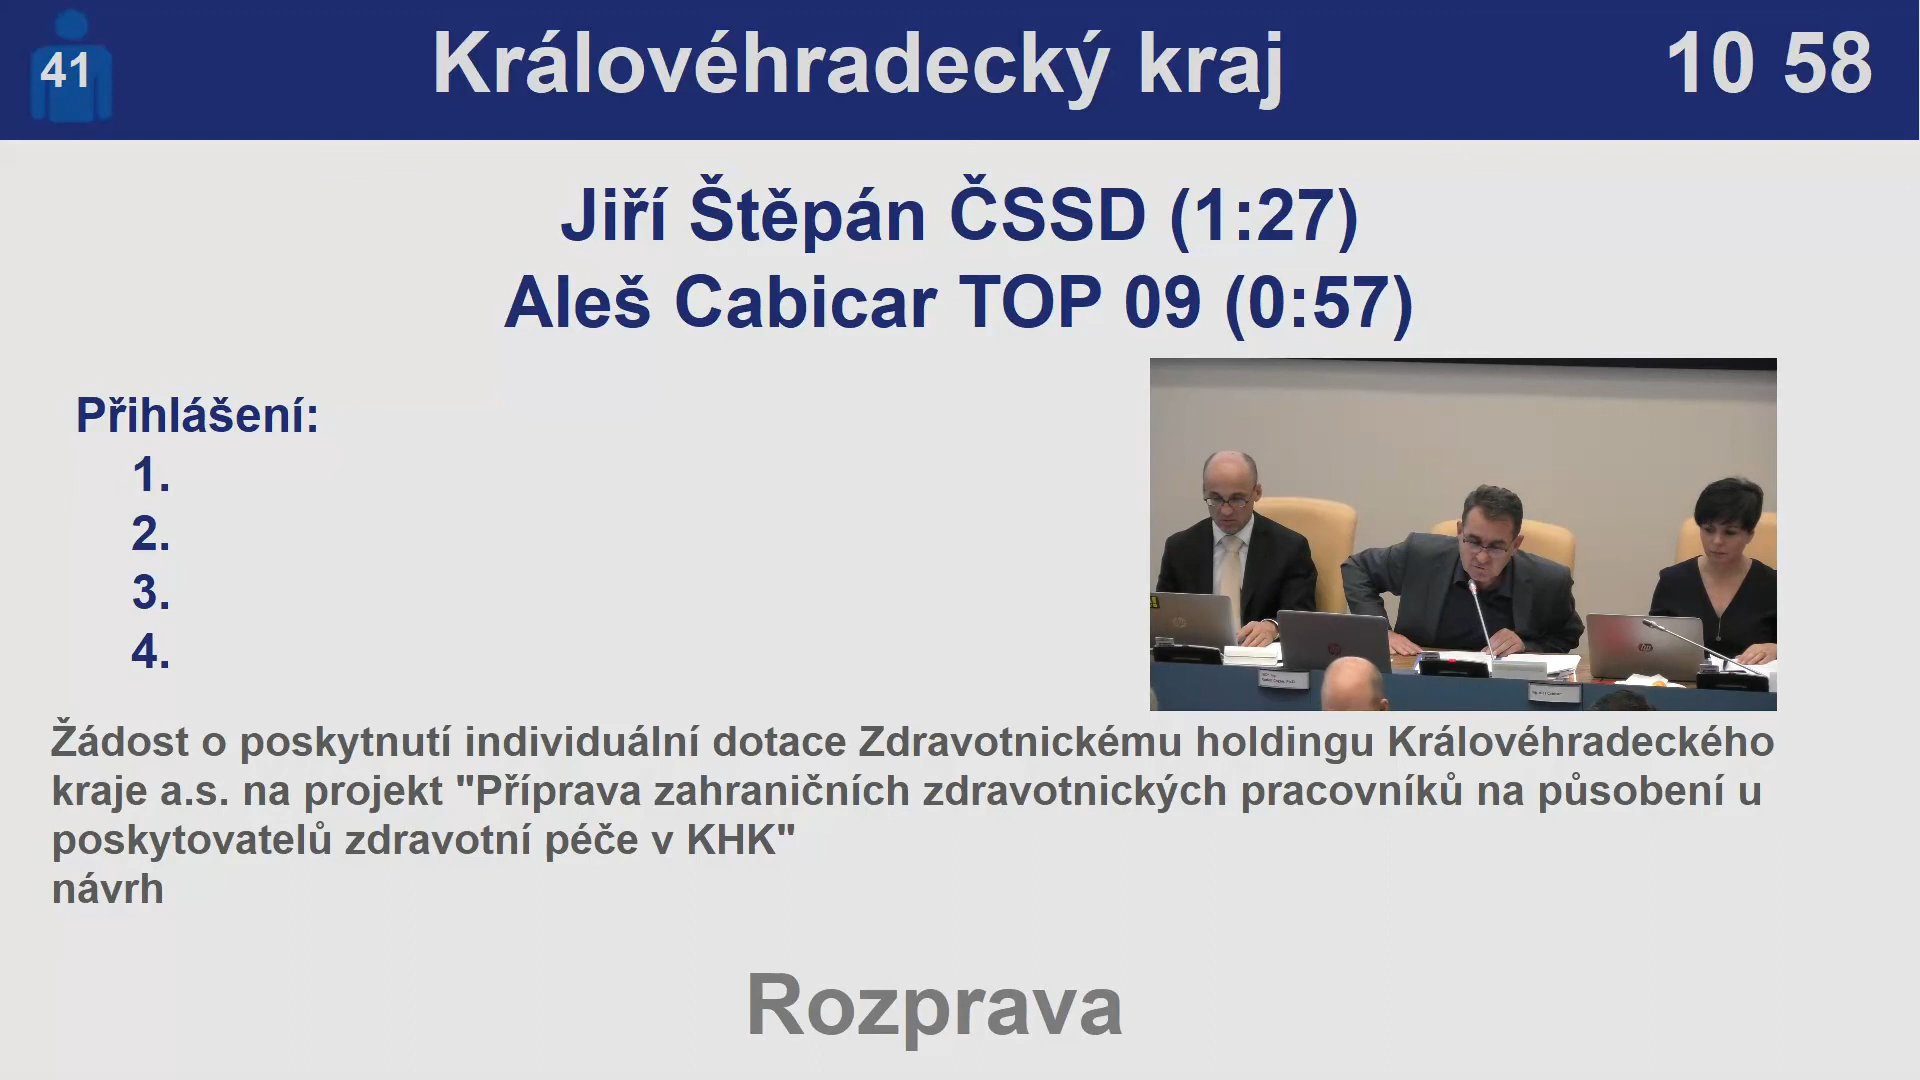 41
Královéhradecký kraj
10 58
Jiří Štěpán ČSSD (1:27)
Aleš Cabicar TOP 09 (0:57)
Přihlášení:
1.
2.
3.
4.
Žádost o poskytnutí individuální dotace Zdravotnickému holdingu Královéhradeckého
kraje a.s. na projekt "Příprava zahraničních zdravotnických pracovníků na působení u
poskytovatelů zdravotní péče v KHK"
návrh
Rozprava